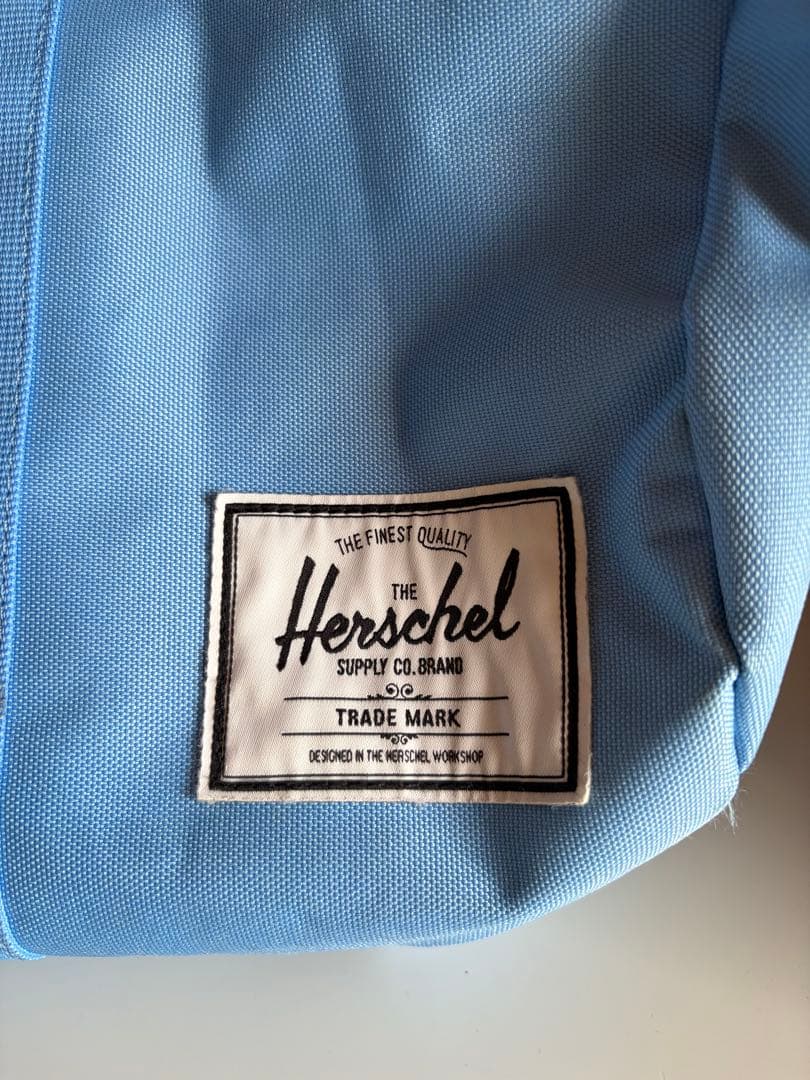 THE FINEST QUALITY
THE
Herschel
SUPPLY CO. BRAND
TRADE MARK
DESIGNED IN THE HERSCHEL WORKSHOP